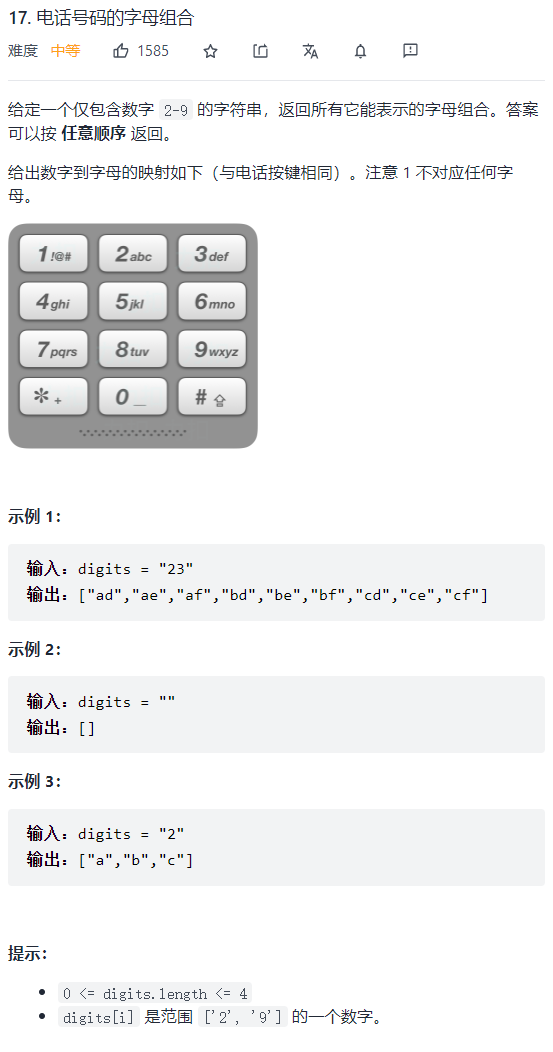 17. 电话号码的字母组合
难度 中等 1585
给定一个仅包含数字 2-9 的字符串，返回所有它能表示的字母组合。答案
可以按 任意顺序 返回。
给出数字到字母的映射如下（与电话按键相同）。注意 1 不对应任何字
母。
1 !@# 2 abc 3 def
4 ghi 5 jkl 6 mno
7 pqrs 8 tuv 9 wxyz
* + 0 _ #
示例 1：
输入：digits = "23"
输出：["ad","ae","af","bd","be","bf","cd","ce","cf"]
示例 2：
输入：digits = ""
输出：[]
示例 3：
输入：digits = "2"
输出：["a","b","c"]
提示：
• 0 <= digits.length <= 4
• digits[i] 是范围 ['2', '9'] 的一个数字。